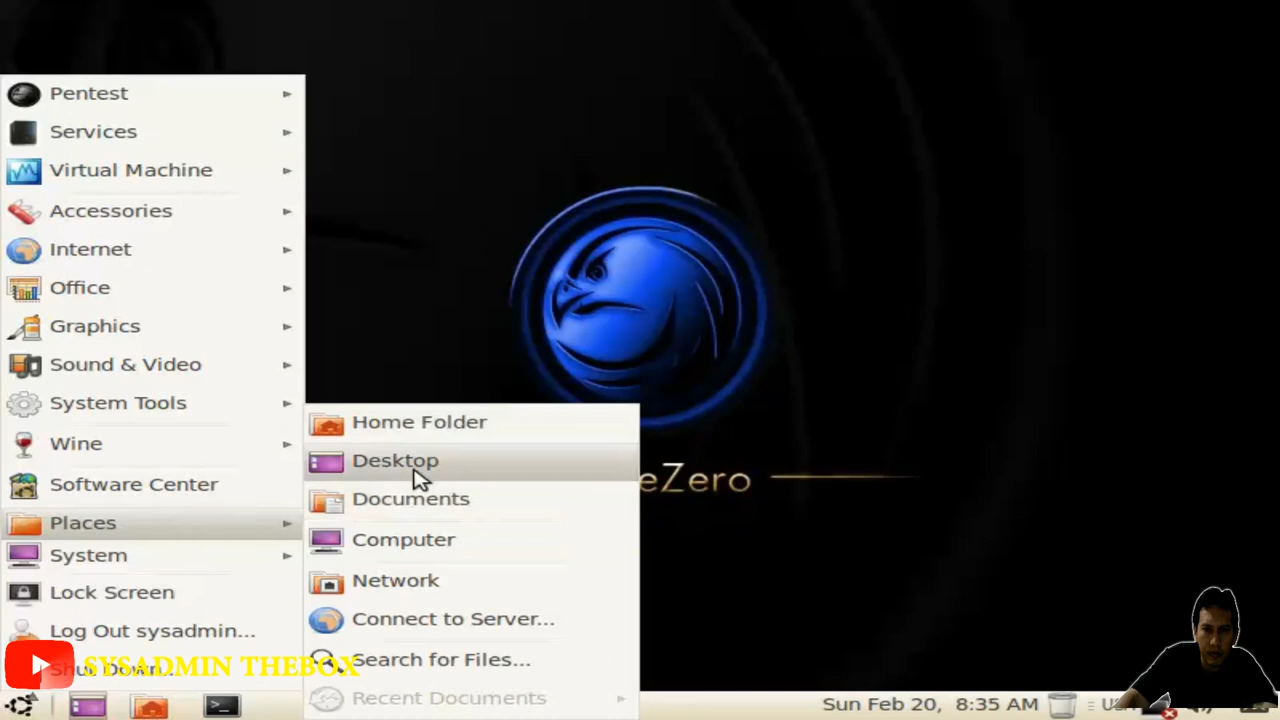 Pentest
Services
Virtual Machine
Accessories
Internet
Office
Graphics
Sound & Video
System Tools
Wine
Software Center
Places
System
Lock Screen
Log Out sysadmin...
SYSADMIN THEBOX
Home Folder
Desktop
Documents
Computer
Network
Connect to Server...
Search for Files...
Recent Documents
eZero
Sun Feb 20, 8:35 AM